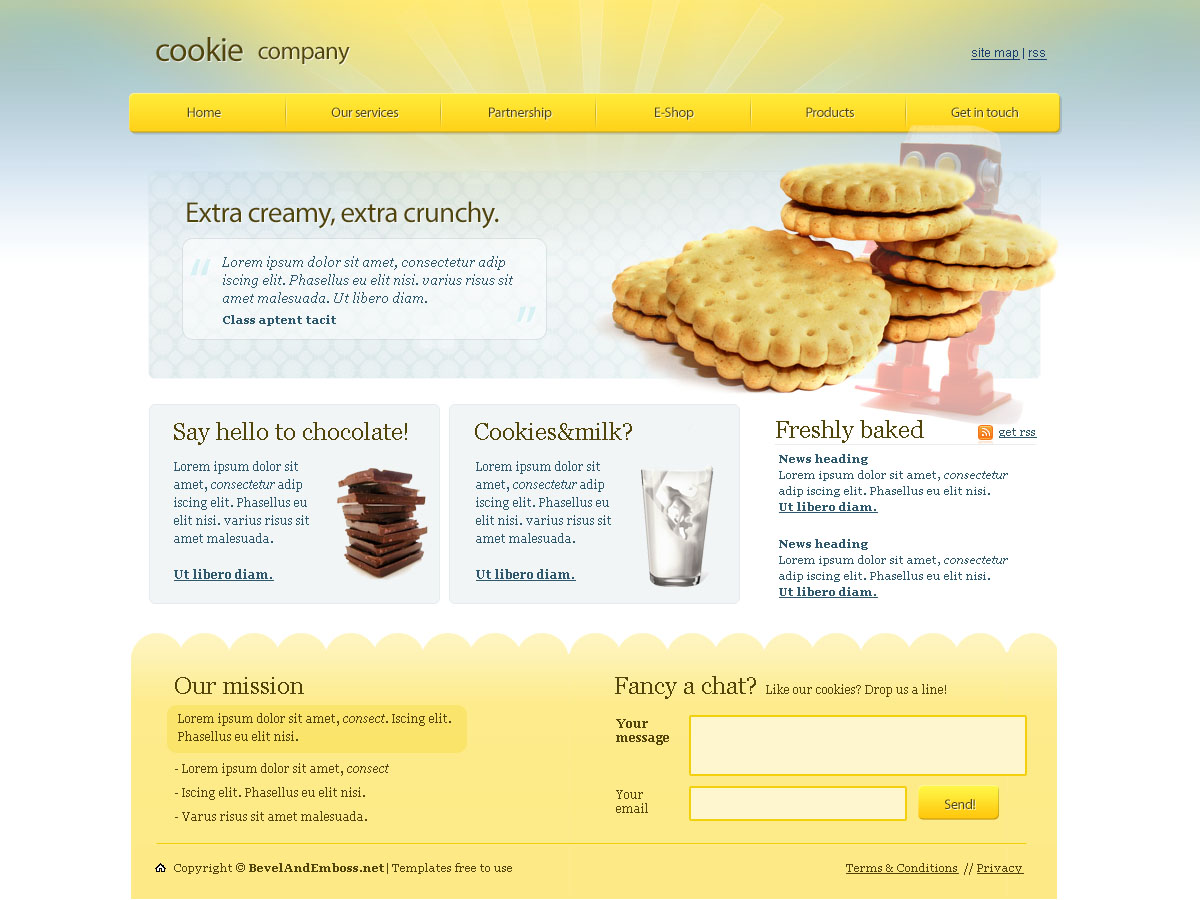 cookie company
site map | rss
Home Our services Partnership E-Shop Products Get in touch
Extra creamy, extra crunchy.
“ Lorem ipsum dolor sit amet, consectetur adip
iscing elit. Phasellus eu elit nisi. varius risus sit
amet malesuada. Ut libero diam. ”
Class aptent tacit
Say hello to chocolate!
Lorem ipsum dolor sit
amet, consectetur adip
iscing elit. Phasellus eu
elit nisi. varius risus sit
amet malesuada.
Ut libero diam.
Cookies&milk?
Lorem ipsum dolor sit
amet, consectetur adip
iscing elit. Phasellus eu
elit nisi. varius risus sit
amet malesuada.
Ut libero diam.
Freshly baked
get rss
News heading
Lorem ipsum dolor sit amet, consectetur
adip iscing elit. Phasellus eu elit nisi.
Ut libero diam.
News heading
Lorem ipsum dolor sit amet, consectetur
adip iscing elit. Phasellus eu elit nisi.
Ut libero diam.
Our mission
Lorem ipsum dolor sit amet, consect. Iscing elit.
Phasellus eu elit nisi.
- Lorem ipsum dolor sit amet, consect
- Iscing elit. Phasellus eu elit nisi.
- Varus risus sit amet malesuada.
Fancy a chat? Like our cookies? Drop us a line!
Your
message
Your
email
Send!
Copyright © BevelAndEmboss.net | Templates free to use
Terms & Conditions // Privacy